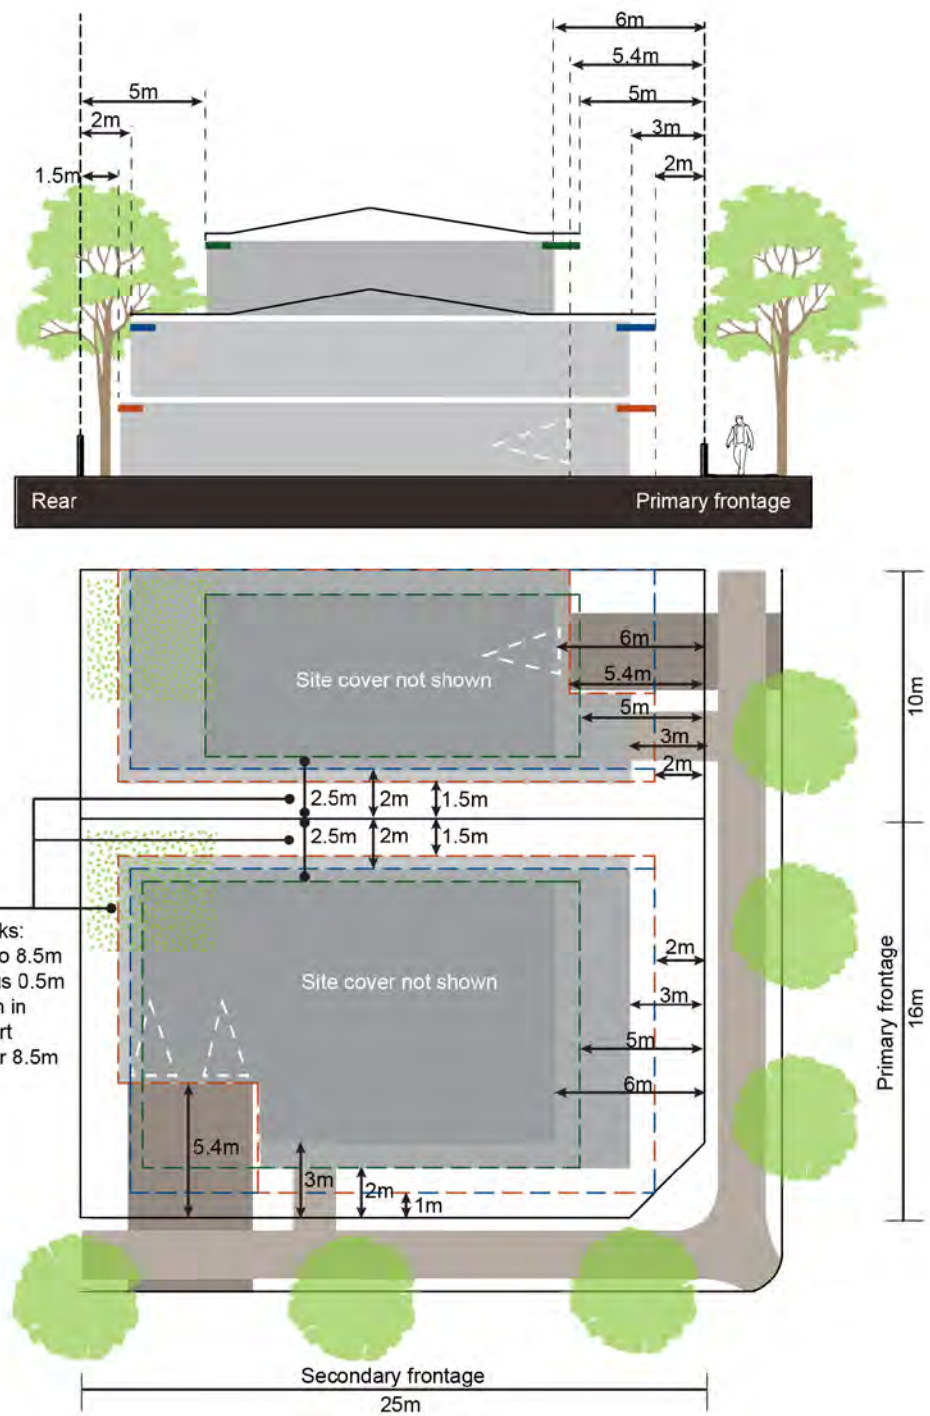 6m
5.4m
5m
5m
2m
3m
1.5m
2m
Rear
Primary frontage
6m
Site cover not shown
5.4m
5m
3m
2m
10m
2.5m
2m
1.5m
2.5m
2m
1.5m
ks:
o 8.5m
us 0.5m
n in
rt
r 8.5m
Site cover not shown
2m
3m
5m
6m
Primary frontage
16m
5.4m
3m
2m
1m
Secondary frontage
25m